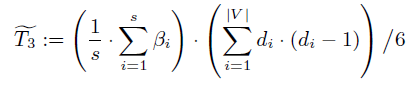 $\widetilde{T_3} := \left( \frac{1}{s} \cdot \sum_{i=1}^{s} \beta_i \right) \cdot \left( \sum_{i=1}^{|V|} d_i \cdot (d_i - 1) \right) / 6$